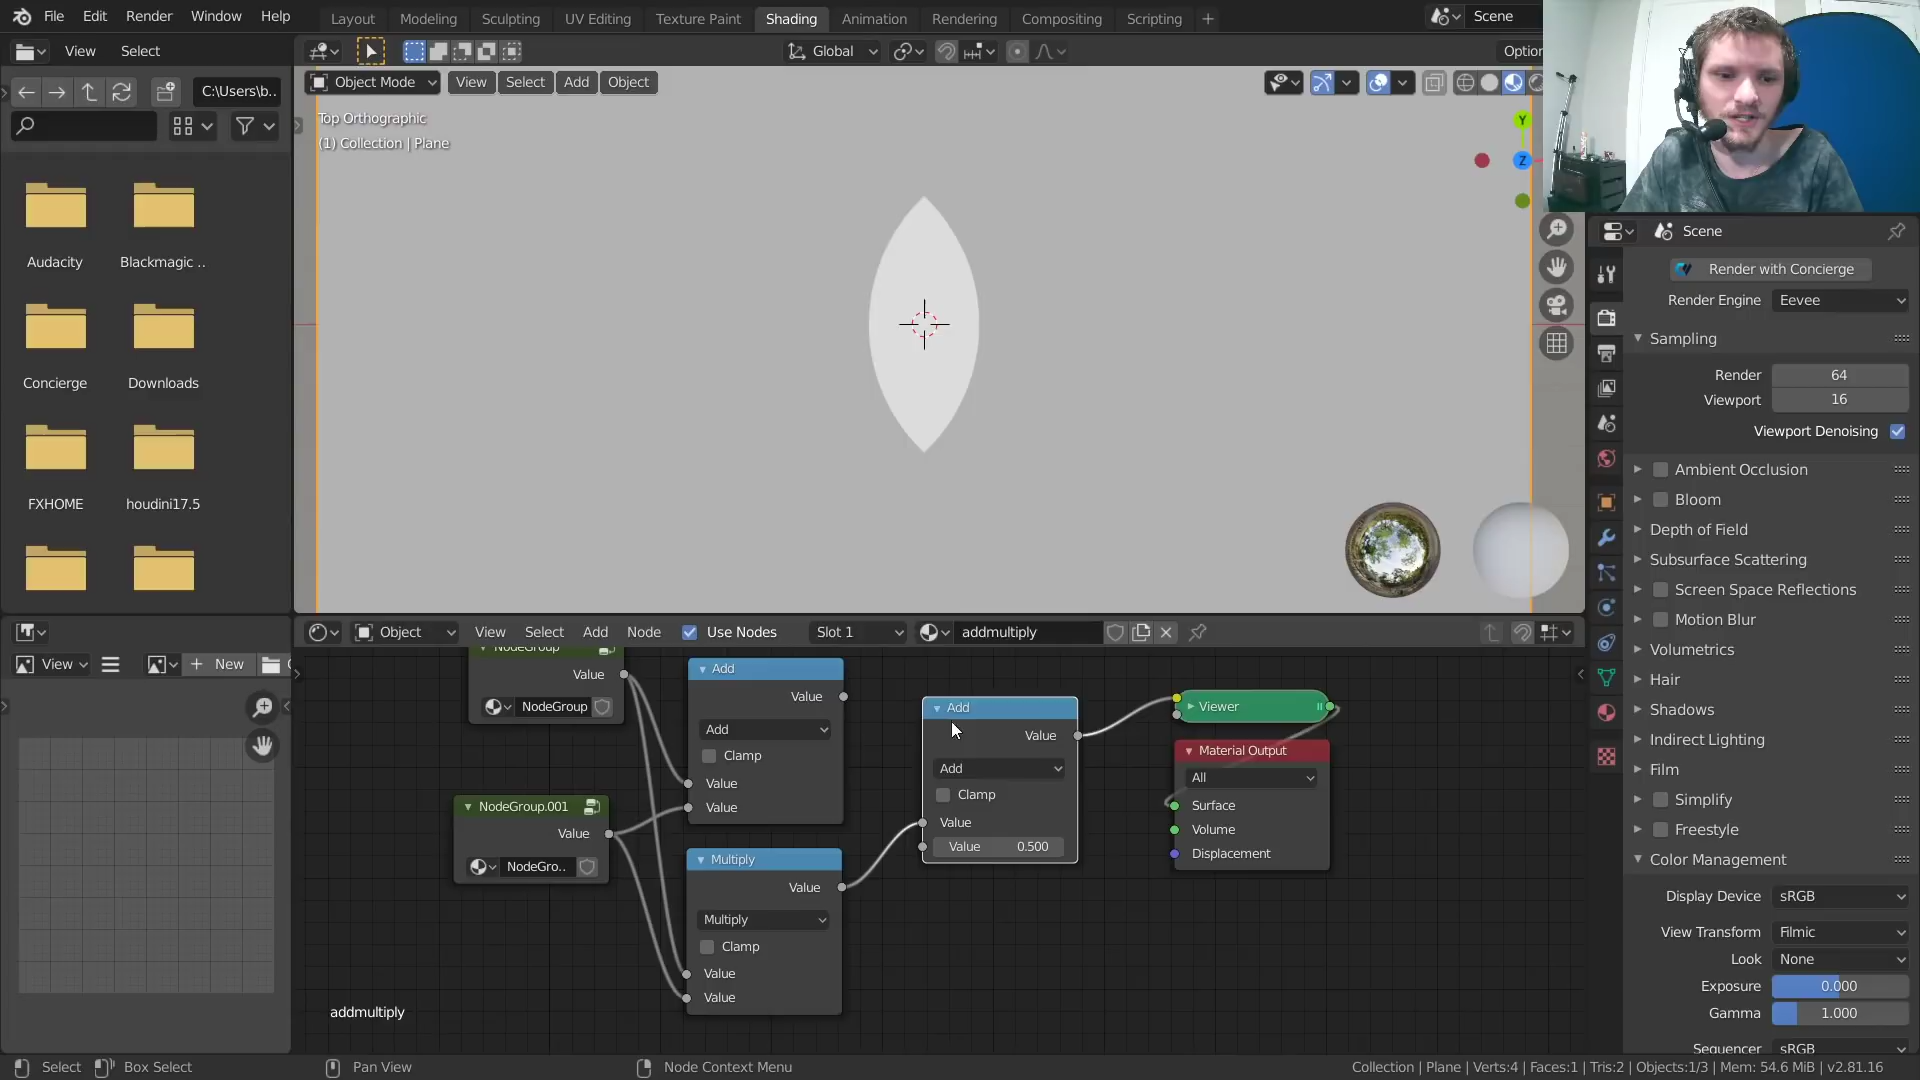 File Edit Render Window Help
Layout Modeling Sculpting UV Editing Texture Paint Shading Animation Rendering Compositing Scripting +
Scene
View Select
Global
Optio
C:\Users\b..
Object Mode View Select Add Object
Top Orthographic
(1) Collection | Plane
Y
Z
Audacity Blackmagic ..
Concierge Downloads
FXHOME houdini17.5
Scene
Render with Concierge
Render Engine Eevee
Sampling
Render 64
Viewport 16
Viewport Denoising
Ambient Occlusion
Bloom
Depth of Field
Subsurface Scattering
Screen Space Reflections
Motion Blur
Volumetrics
Hair
Shadows
Indirect Lighting
Film
Simplify
Freestyle
Color Management
Display Device sRGB
View Transform Filmic
Look None
Exposure 0.000
Gamma 1.000
Sequencer sRGB
View + New
Object View Select Add Node Use Nodes Slot 1 addmultiply
NodeGroup
Value
NodeGroup
NodeGroup.001
Value
NodeGro..
Add
Value
Add
Clamp
Value
Value
Multiply
Value
Multiply
Clamp
Value
Value
Add
Value
Add
Clamp
Value
Value 0.500
Viewer
Material Output
All
Surface
Volume
Displacement
addmultiply
Select Box Select Pan View Node Context Menu
Collection | Plane | Verts:4 | Faces:1 | Tris:2 | Objects:1/3 | Mem: 54.6 MiB | v2.81.16